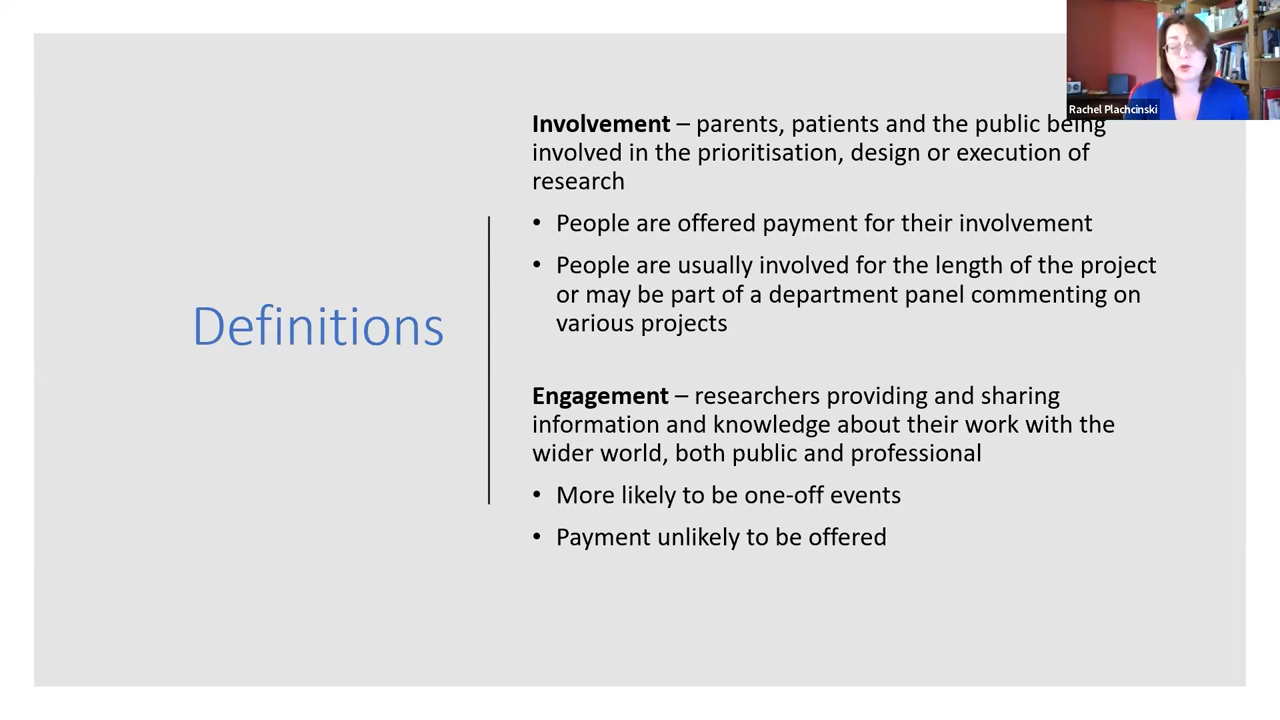 Rachel Plachcinski
Definitions
Involvement – parents, patients and the public being
involved in the prioritisation, design or execution of
research
• People are offered payment for their involvement
• People are usually involved for the length of the project
or may be part of a department panel commenting on
various projects
Engagement – researchers providing and sharing
information and knowledge about their work with the
wider world, both public and professional
• More likely to be one-off events
• Payment unlikely to be offered